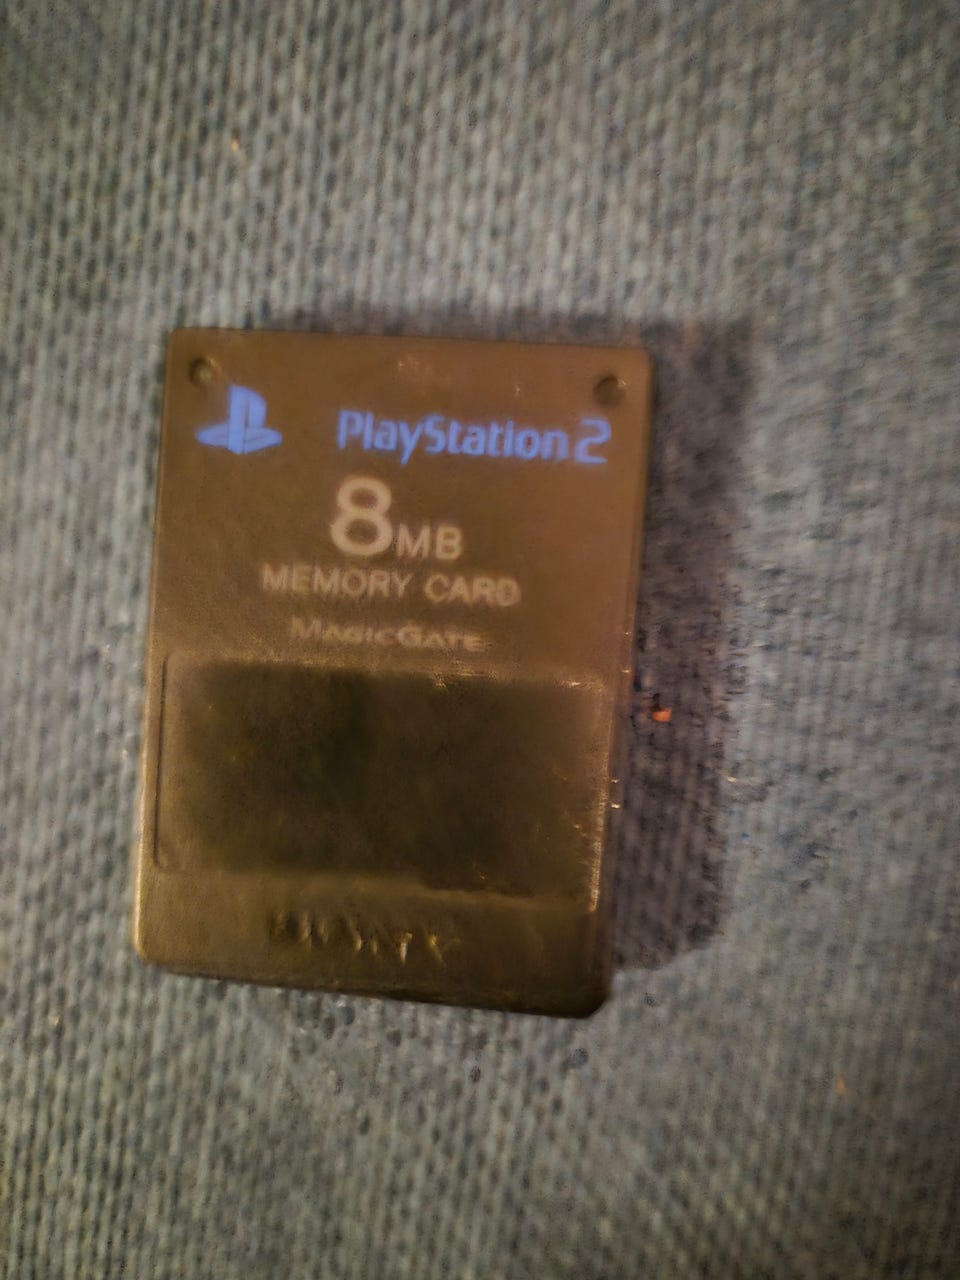 PlayStation 2
8MB
MEMORY CARD
MAGICGATE
SONY